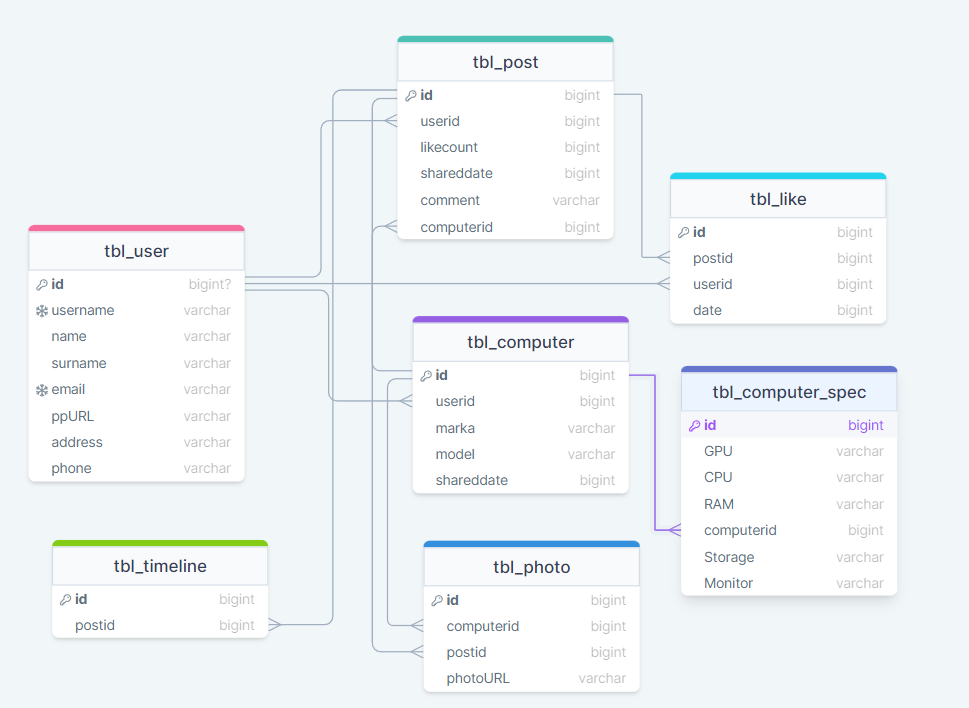 tbl_post
id bigint
userid bigint
likecount bigint
shareddate bigint
comment varchar
computerid bigint
tbl_like
id bigint
postid bigint
userid bigint
date bigint
tbl_user
id bigint?
username varchar
name varchar
surname varchar
email varchar
ppURL varchar
address varchar
phone varchar
tbl_computer
id bigint
userid bigint
marka varchar
model varchar
shareddate bigint
tbl_computer_spec
id bigint
GPU varchar
CPU varchar
RAM varchar
computerid bigint
Storage varchar
Monitor varchar
tbl_timeline
id bigint
postid bigint
tbl_photo
id bigint
computerid bigint
postid bigint
photoURL varchar